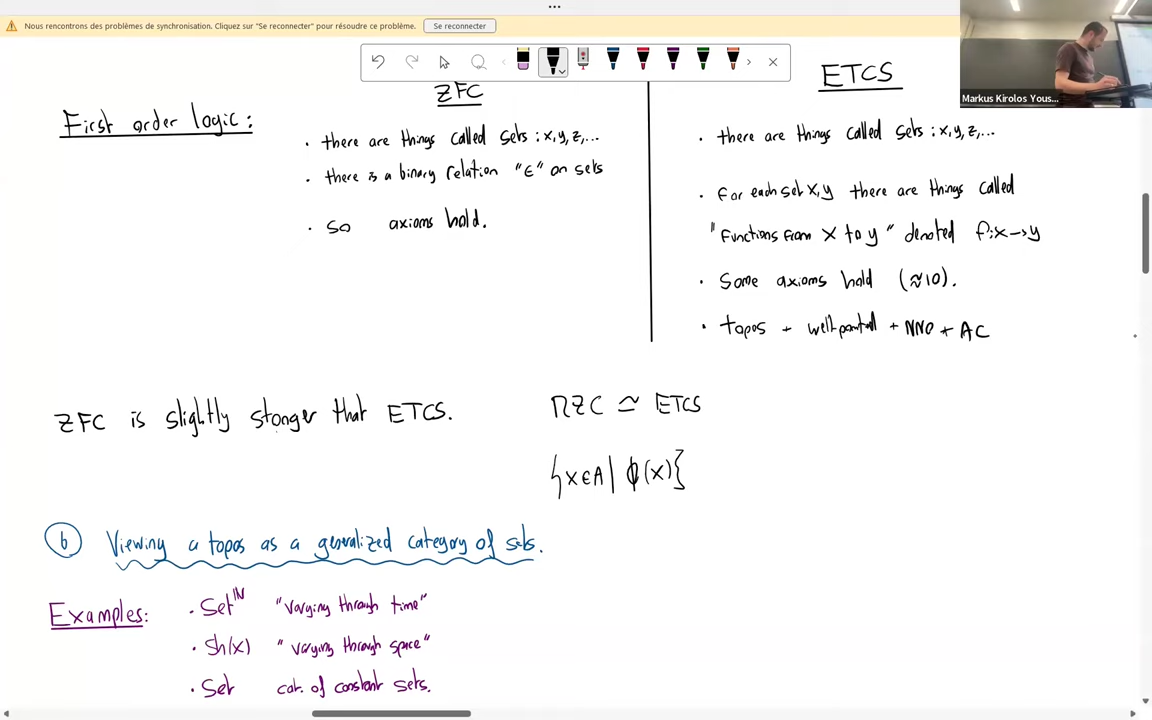 Nous rencontrons des problèmes de synchronisation. Cliquez sur "Se reconnecter" pour résoudre ce problème. Se reconnecter
Markus Kirolos Yous...
First order logic:
ZFC
• there are things called sets : x, y, z, ...
• there is a binary relation "∈" on sets
• so axioms hold.
ETCS
• there are things called sets : x, y, z, ...
• For each set x, y there are things called
"Functions from x to y" denoted f: x → y
• Some axioms hold (≈10).
• topos + well pointed + NNO + AC
ZFC is slightly stonger that ETCS.
BZC ≃ ETCS
{x ∈ A | ϕ(x)}
6 Viewing a topos as a generalized category of sets.
Examples:
• Set^ℕ "varying through time"
• Sh(x) "varying through space"
• Set cat. of constant sets.